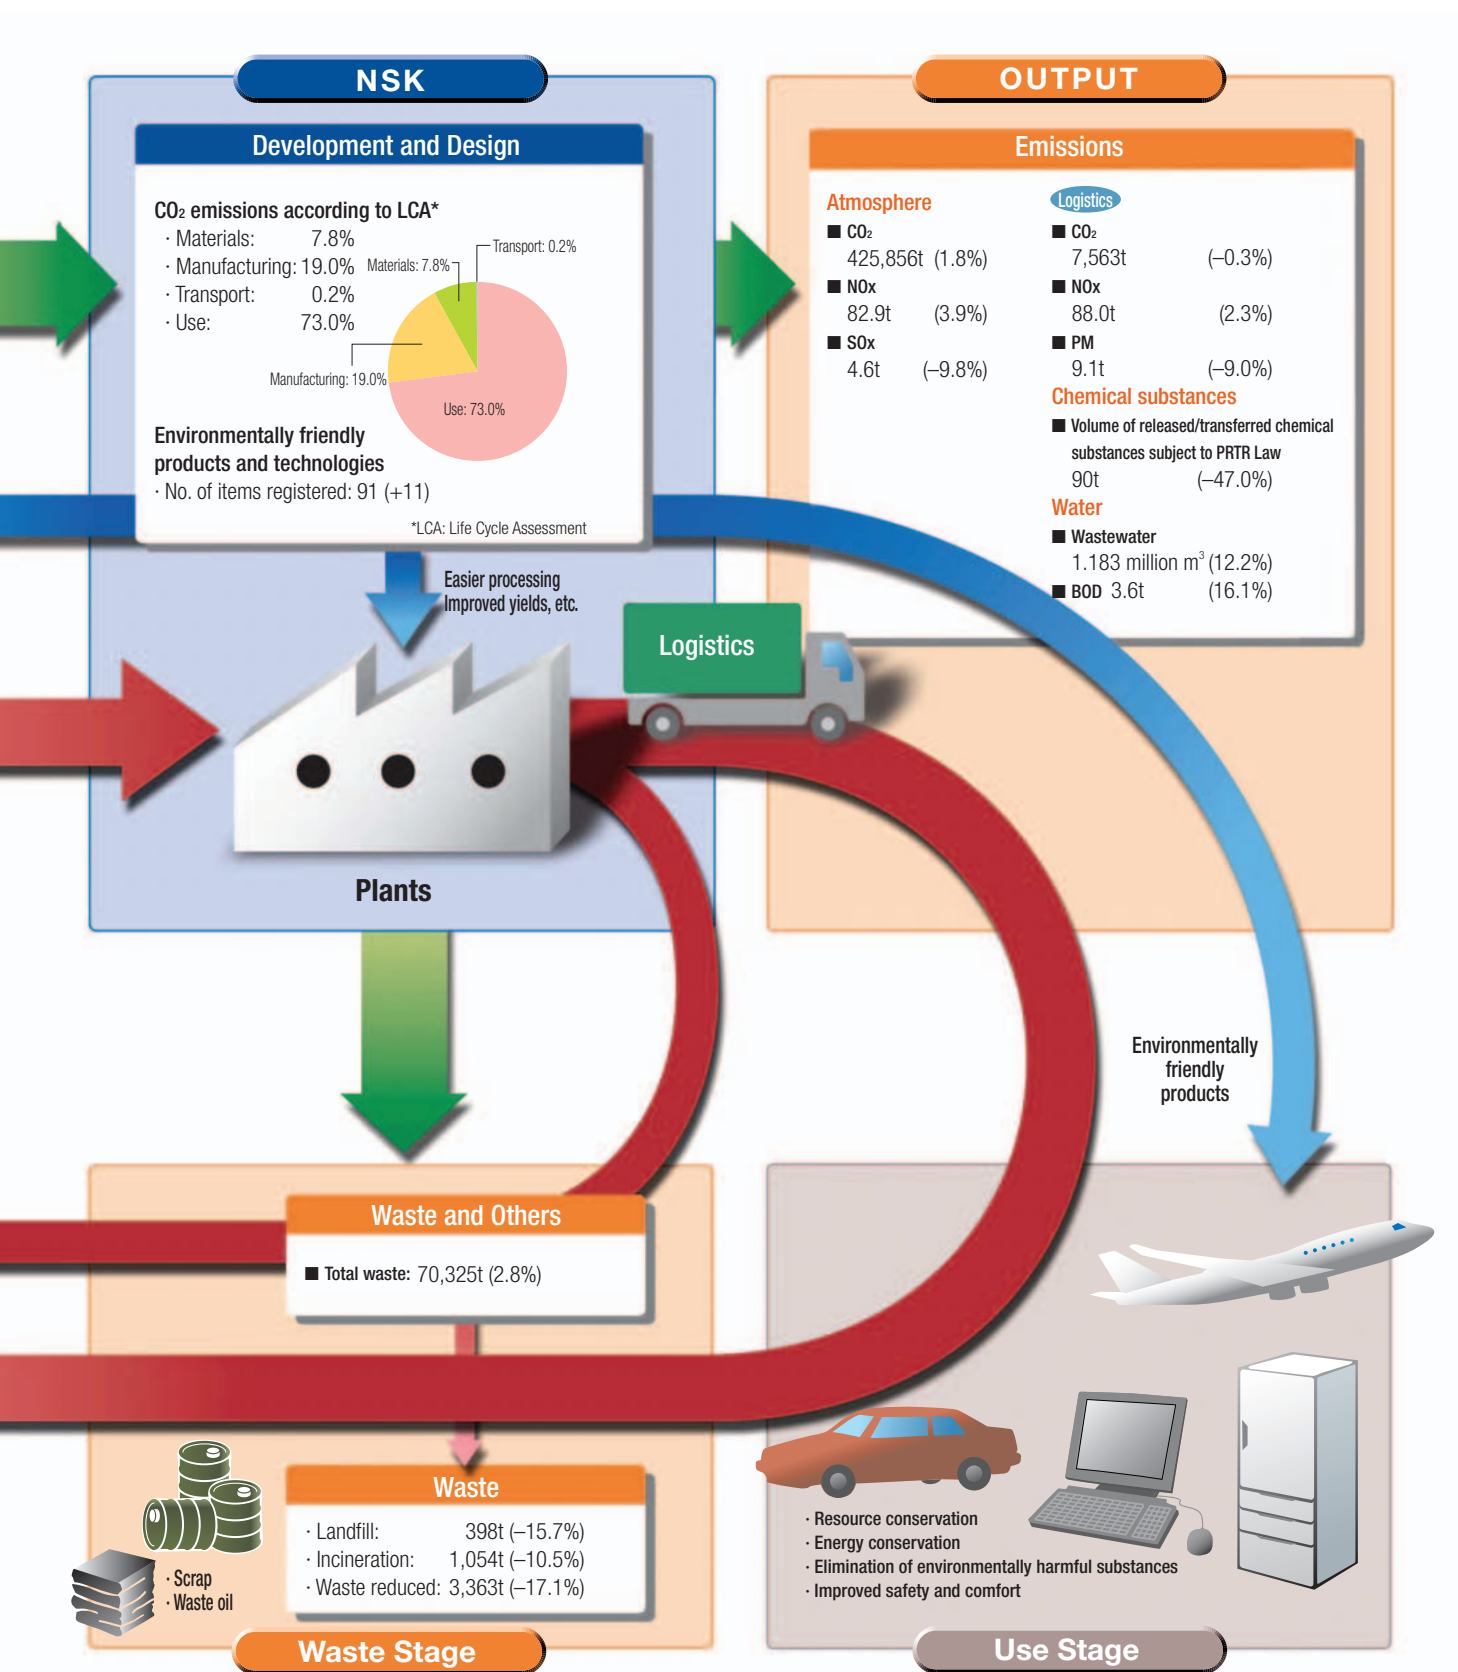 NSK
Development and Design
CO₂ emissions according to LCA*
· Materials: 7.8%
· Manufacturing: 19.0%
· Transport: 0.2%
· Use: 73.0%
Transport: 0.2%
Materials: 7.8%
Manufacturing: 19.0%
Use: 73.0%
Environmentally friendly
products and technologies
· No. of items registered: 91 (+11)
*LCA: Life Cycle Assessment
Easier processing
Improved yields, etc.
Logistics
Plants
OUTPUT
Emissions
Atmosphere
■ CO₂
425,856t (1.8%)
■ NOx
82.9t (3.9%)
■ SOx
4.6t (–9.8%)
Logistics
■ CO₂
7,563t (–0.3%)
■ NOx
88.0t (2.3%)
■ PM
9.1t (–9.0%)
Chemical substances
■ Volume of released/transferred chemical
substances subject to PRTR Law
90t (–47.0%)
Water
■ Wastewater
1.183 million m³ (12.2%)
■ BOD 3.6t (16.1%)
Environmentally
friendly
products
Waste and Others
■ Total waste: 70,325t (2.8%)
Waste
· Landfill: 398t (–15.7%)
· Incineration: 1,054t (–10.5%)
· Waste reduced: 3,363t (–17.1%)
· Scrap
· Waste oil
Waste Stage
· Resource conservation
· Energy conservation
· Elimination of environmentally harmful substances
· Improved safety and comfort
Use Stage